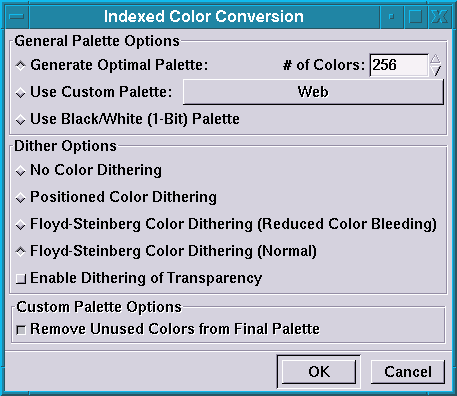 Indexed Color Conversion
General Palette Options
Generate Optimal Palette: # of Colors: 256
Use Custom Palette: Web
Use Black/White (1-Bit) Palette
Dither Options
No Color Dithering
Positioned Color Dithering
Floyd-Steinberg Color Dithering (Reduced Color Bleeding)
Floyd-Steinberg Color Dithering (Normal)
Enable Dithering of Transparency
Custom Palette Options
Remove Unused Colors from Final Palette
OK Cancel